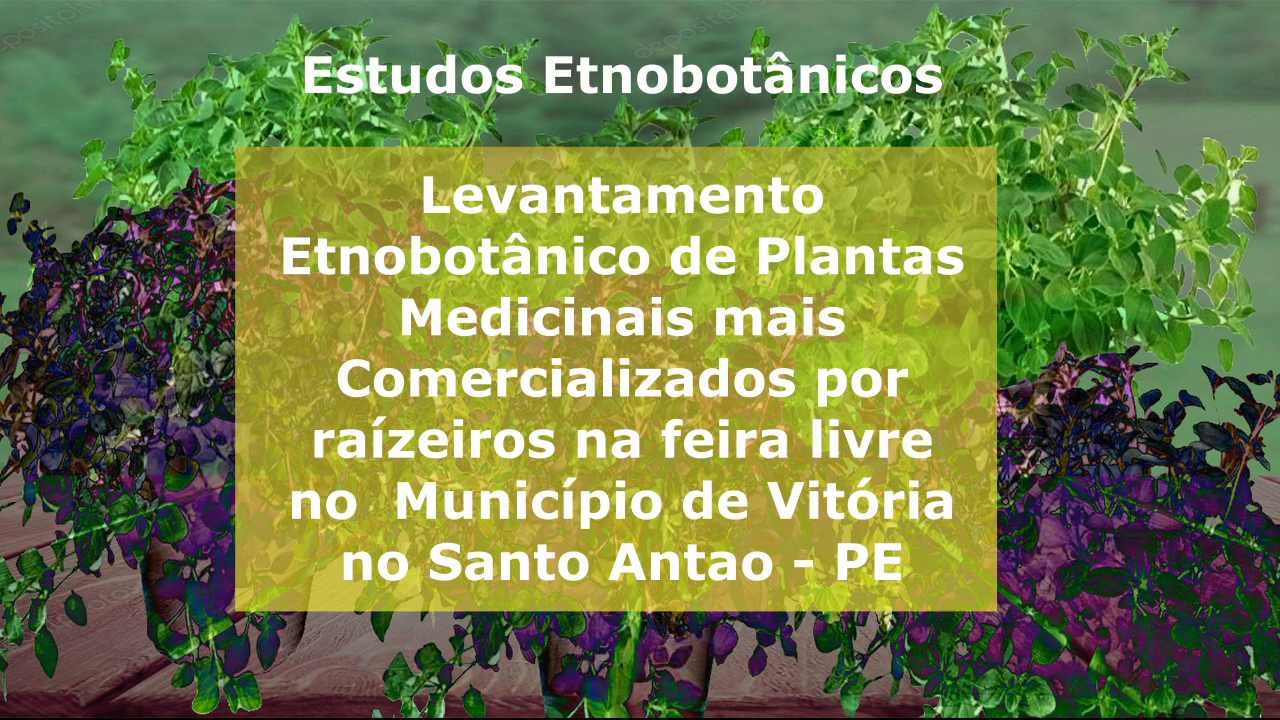 Estudos Etnobotânicos
Levantamento
Etnobotânico de Plantas
Medicinais mais
Comercializados por
raízeiros na feira livre
no  Município de Vitória
no Santo Antao - PE